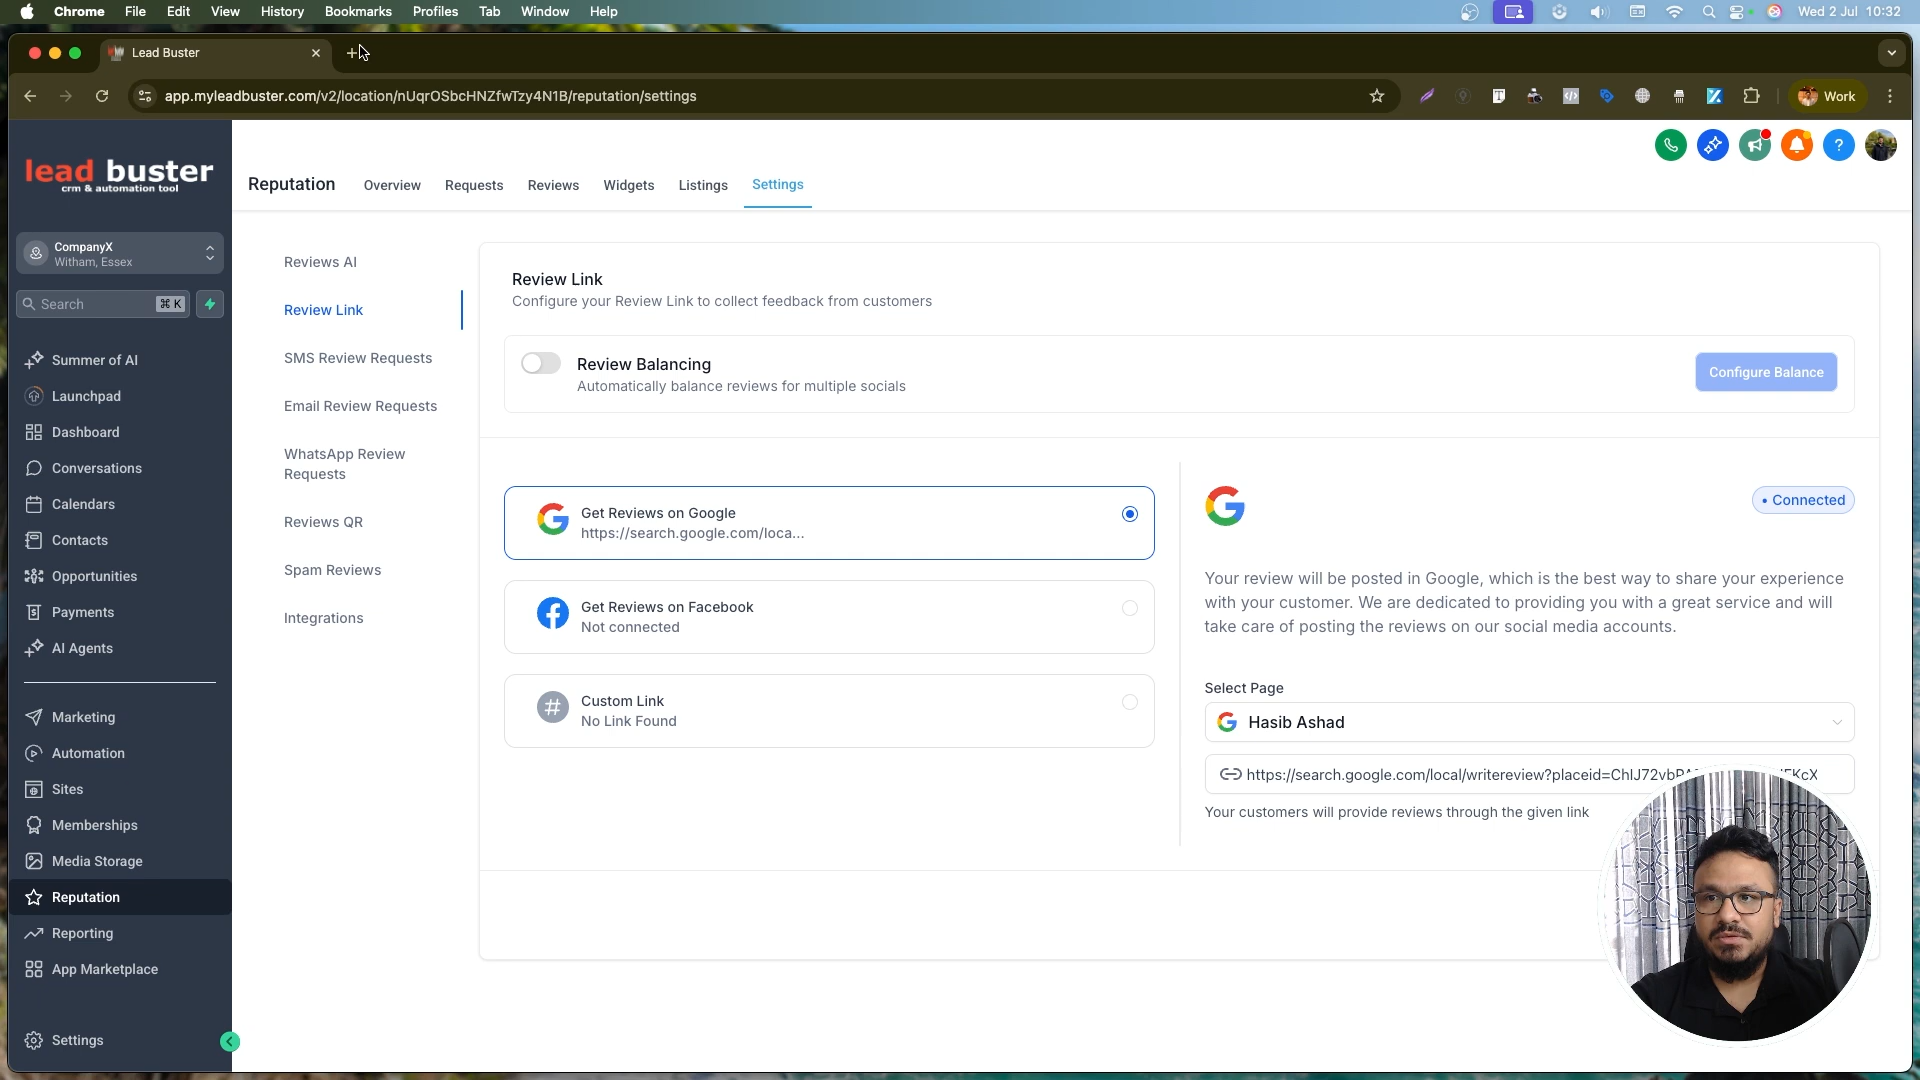 Chrome File Edit View History Bookmarks Profiles Tab Window Help
Wed 2 Jul 10:32
Lead Buster
app.myleadbuster.com/v2/location/nUqrOSbcHNZfwTzy4N1B/reputation/settings
Work
lead buster
crm & automation tool
CompanyX
Witham, Essex
Search ⌘ K
Summer of AI
Launchpad
Dashboard
Conversations
Calendars
Contacts
Opportunities
Payments
AI Agents
Marketing
Automation
Sites
Memberships
Media Storage
Reputation
Reporting
App Marketplace
Settings
Reputation Overview Requests Reviews Widgets Listings Settings
Reviews AI
Review Link
SMS Review Requests
Email Review Requests
WhatsApp Review
Requests
Reviews QR
Spam Reviews
Integrations
Review Link
Configure your Review Link to collect feedback from customers
Review Balancing
Automatically balance reviews for multiple socials
Configure Balance
Get Reviews on Google
https://search.google.com/loca...
Get Reviews on Facebook
Not connected
Custom Link
No Link Found
• Connected
Your review will be posted in Google, which is the best way to share your experience
with your customer. We are dedicated to providing you with a great service and will
take care of posting the reviews on our social media accounts.
Select Page
Hasib Ashad
https://search.google.com/local/writereview?placeid=ChIJ72vb
Your customers will provide reviews through the given link